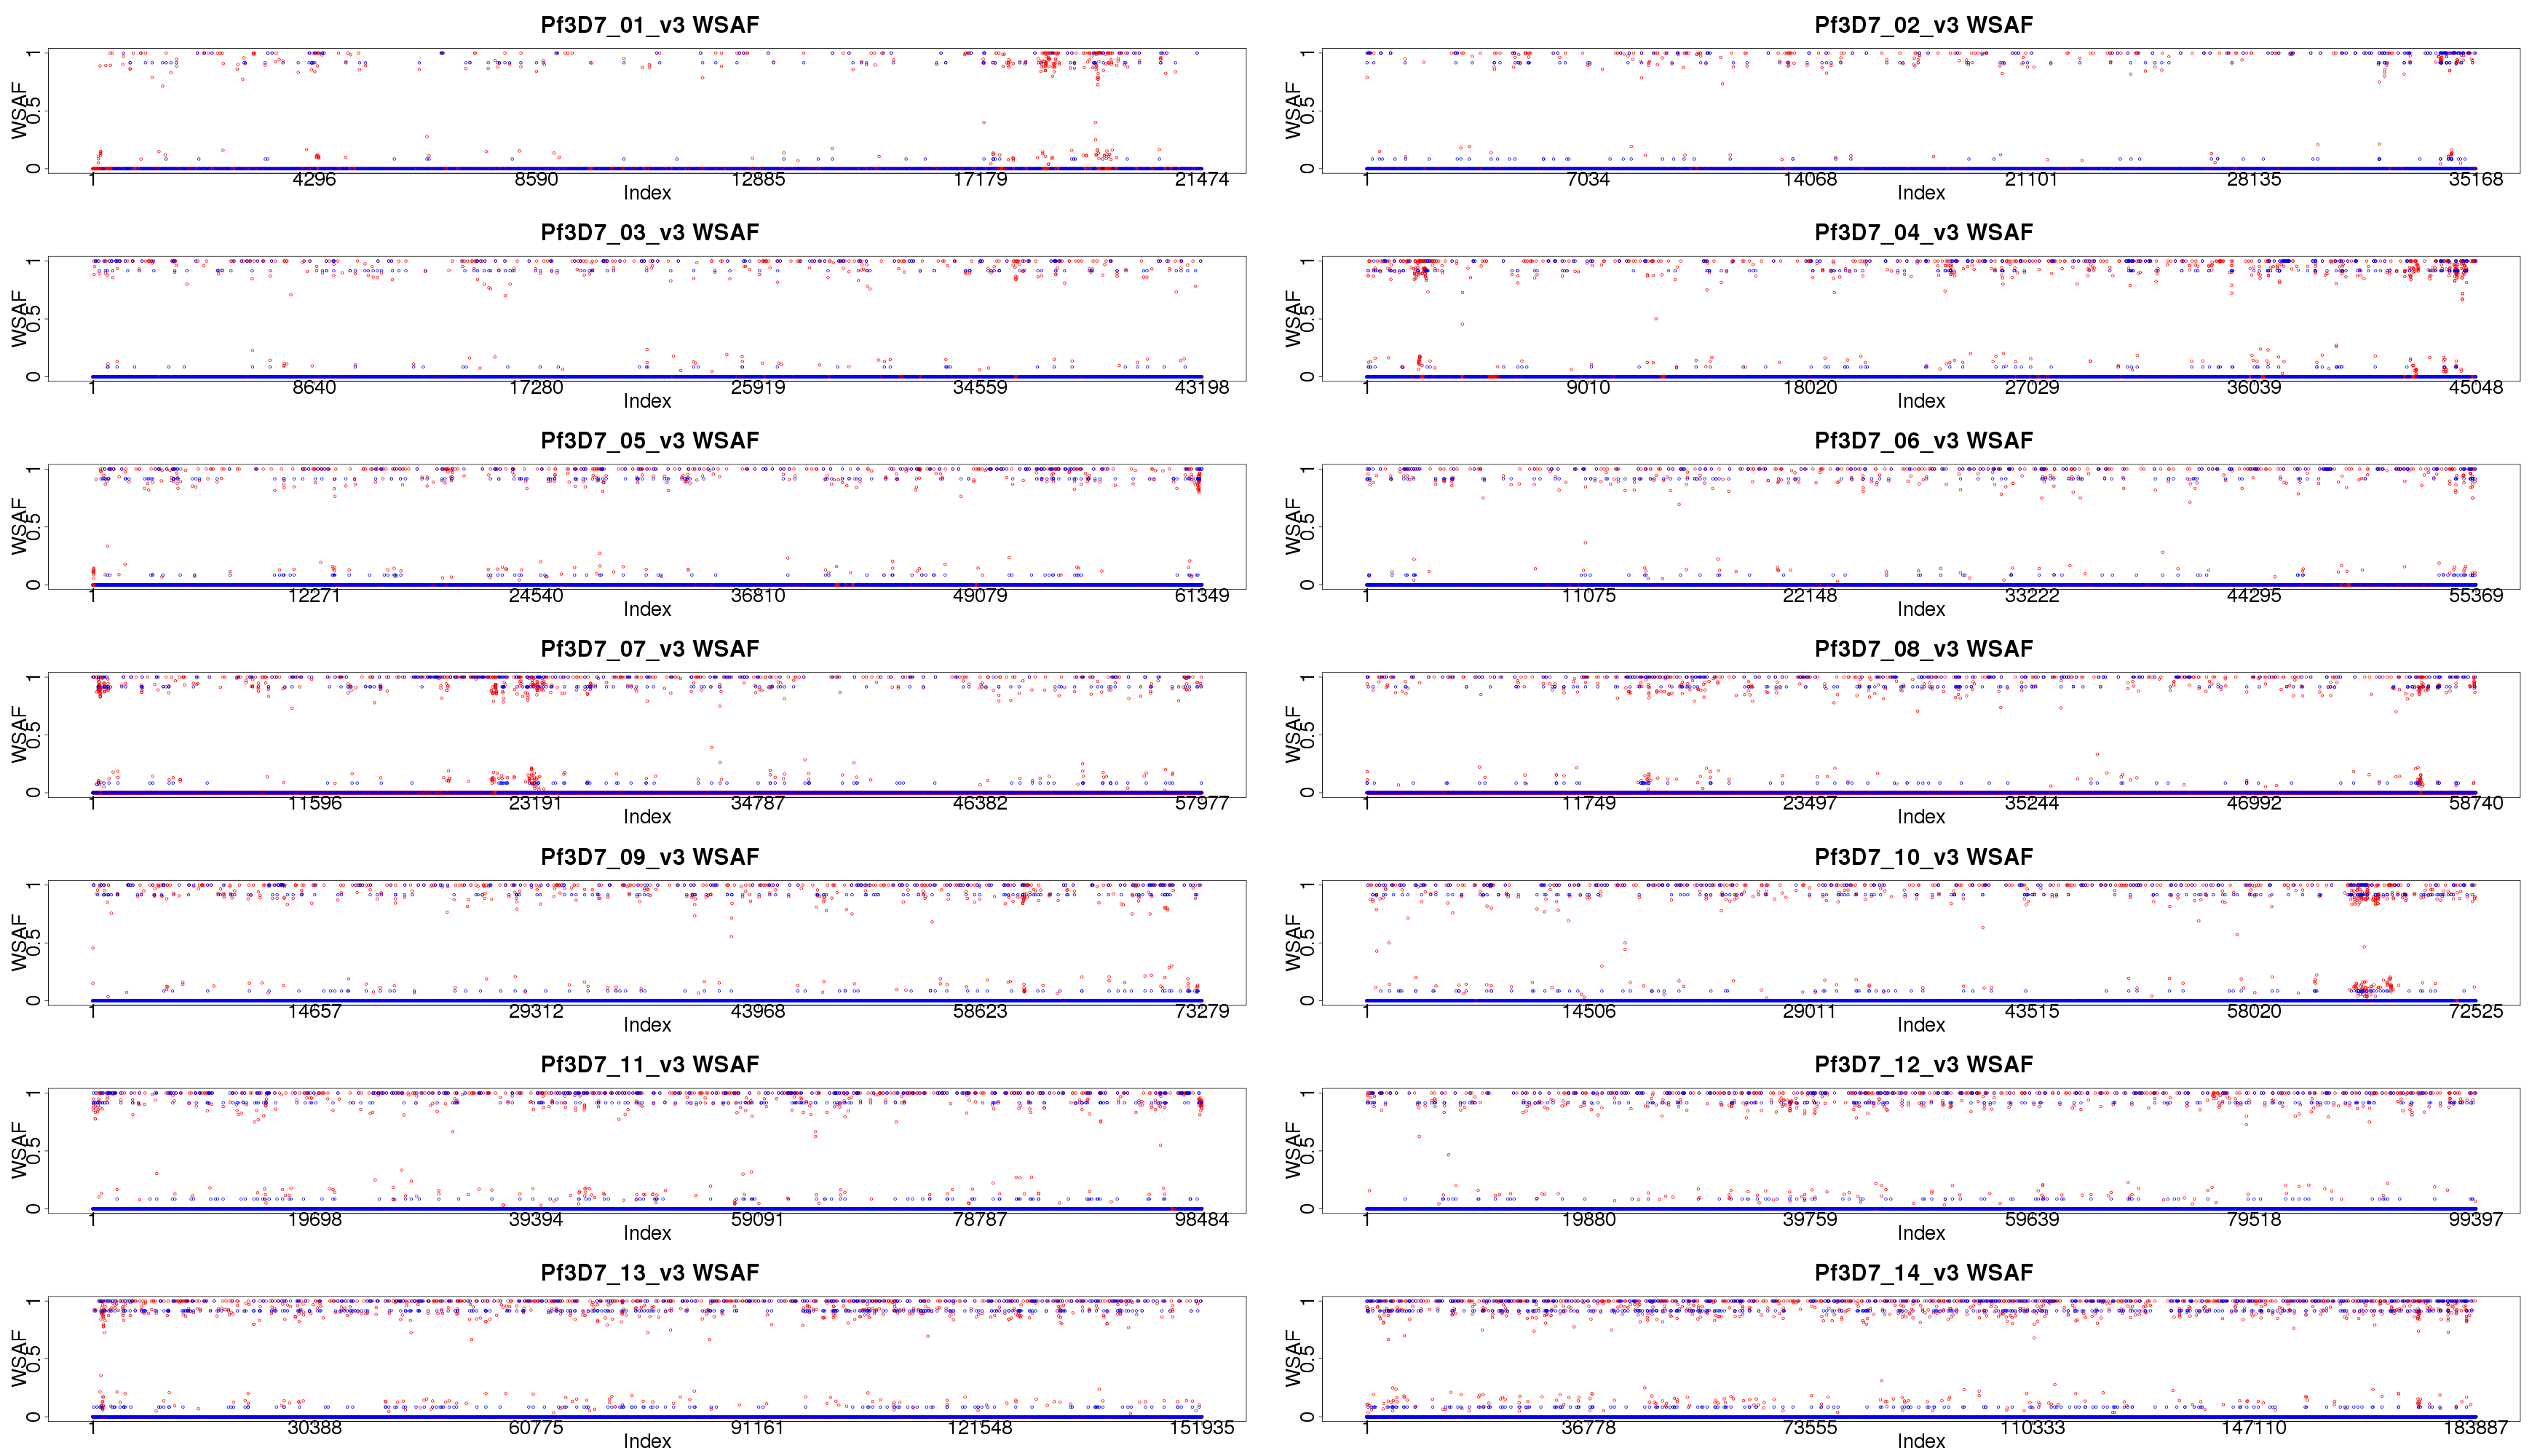 Pf3D7_01_v3 WSAF
WSAF
0 0.5 1
1 4296 8590 12885 17179 21474
Index
Pf3D7_02_v3 WSAF
WSAF
0 0.5 1
1 7034 14068 21101 28135 35168
Index
Pf3D7_03_v3 WSAF
WSAF
0 0.5 1
1 8640 17280 25919 34559 43198
Index
Pf3D7_04_v3 WSAF
WSAF
0 0.5 1
1 9010 18020 27029 36039 45048
Index
Pf3D7_05_v3 WSAF
WSAF
0 0.5 1
1 12271 24540 36810 49079 61349
Index
Pf3D7_06_v3 WSAF
WSAF
0 0.5 1
1 11075 22148 33222 44295 55369
Index
Pf3D7_07_v3 WSAF
WSAF
0 0.5 1
1 11596 23191 34787 46382 57977
Index
Pf3D7_08_v3 WSAF
WSAF
0 0.5 1
1 11749 23497 35244 46992 58740
Index
Pf3D7_09_v3 WSAF
WSAF
0 0.5 1
1 14657 29312 43968 58623 73279
Index
Pf3D7_10_v3 WSAF
WSAF
0 0.5 1
1 14506 29011 43515 58020 72525
Index
Pf3D7_11_v3 WSAF
WSAF
0 0.5 1
1 19698 39394 59091 78787 98484
Index
Pf3D7_12_v3 WSAF
WSAF
0 0.5 1
1 19880 39759 59639 79518 99397
Index
Pf3D7_13_v3 WSAF
WSAF
0 0.5 1
1 30388 60775 91161 121548 151935
Index
Pf3D7_14_v3 WSAF
WSAF
0 0.5 1
1 36778 73555 110333 147110 183887
Index